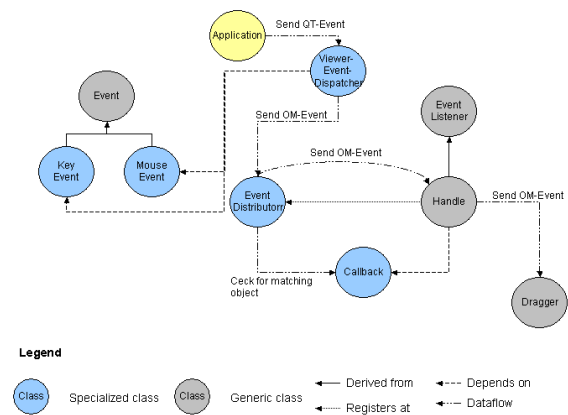 Send QT-Event
Application
Viewer-
Event-
Dispatcher
Event
Event
Listener
Send OM-Event
Send OM-Event
Key
Event
Mouse
Event
Event
Distributorr
Handle
Send OM-Event
Ceck for matching
object
Callback
Dragger
Legend
Class
Specialized class
Class
Generic class
Derived from
Depends on
Registers at
Dataflow